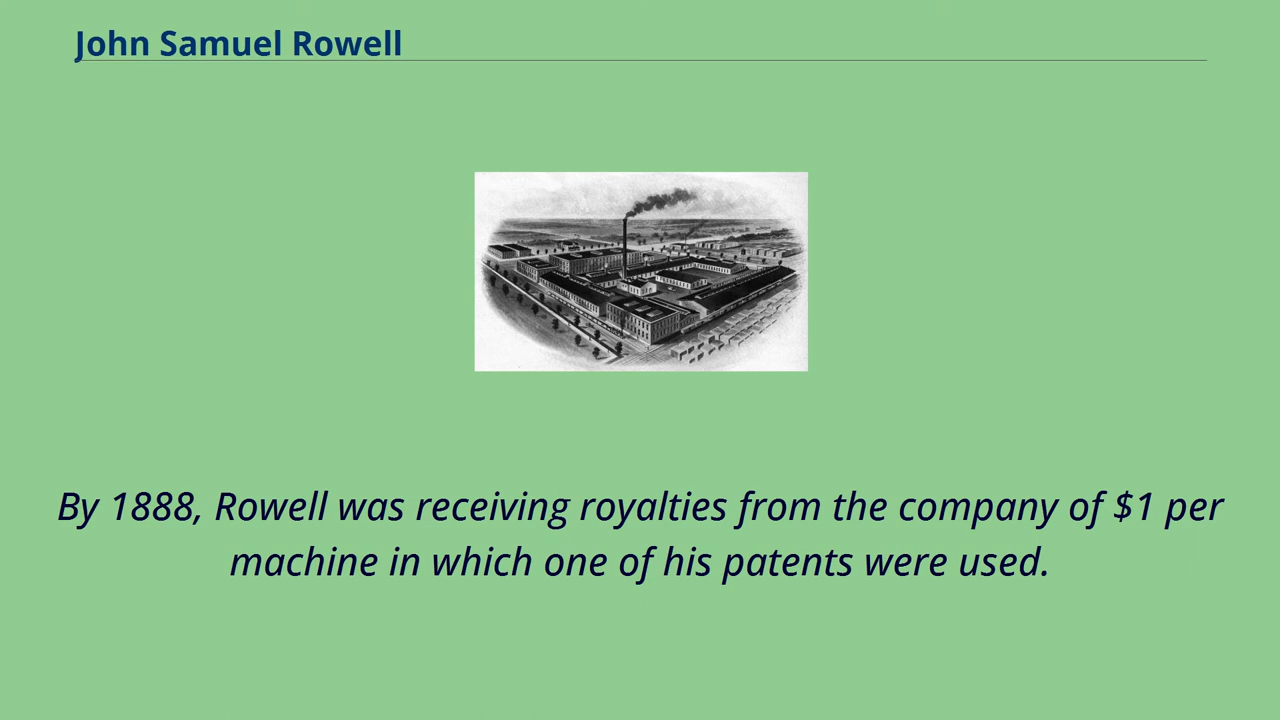 John Samuel Rowell
By 1888, Rowell was receiving royalties from the company of $1 per
machine in which one of his patents were used.